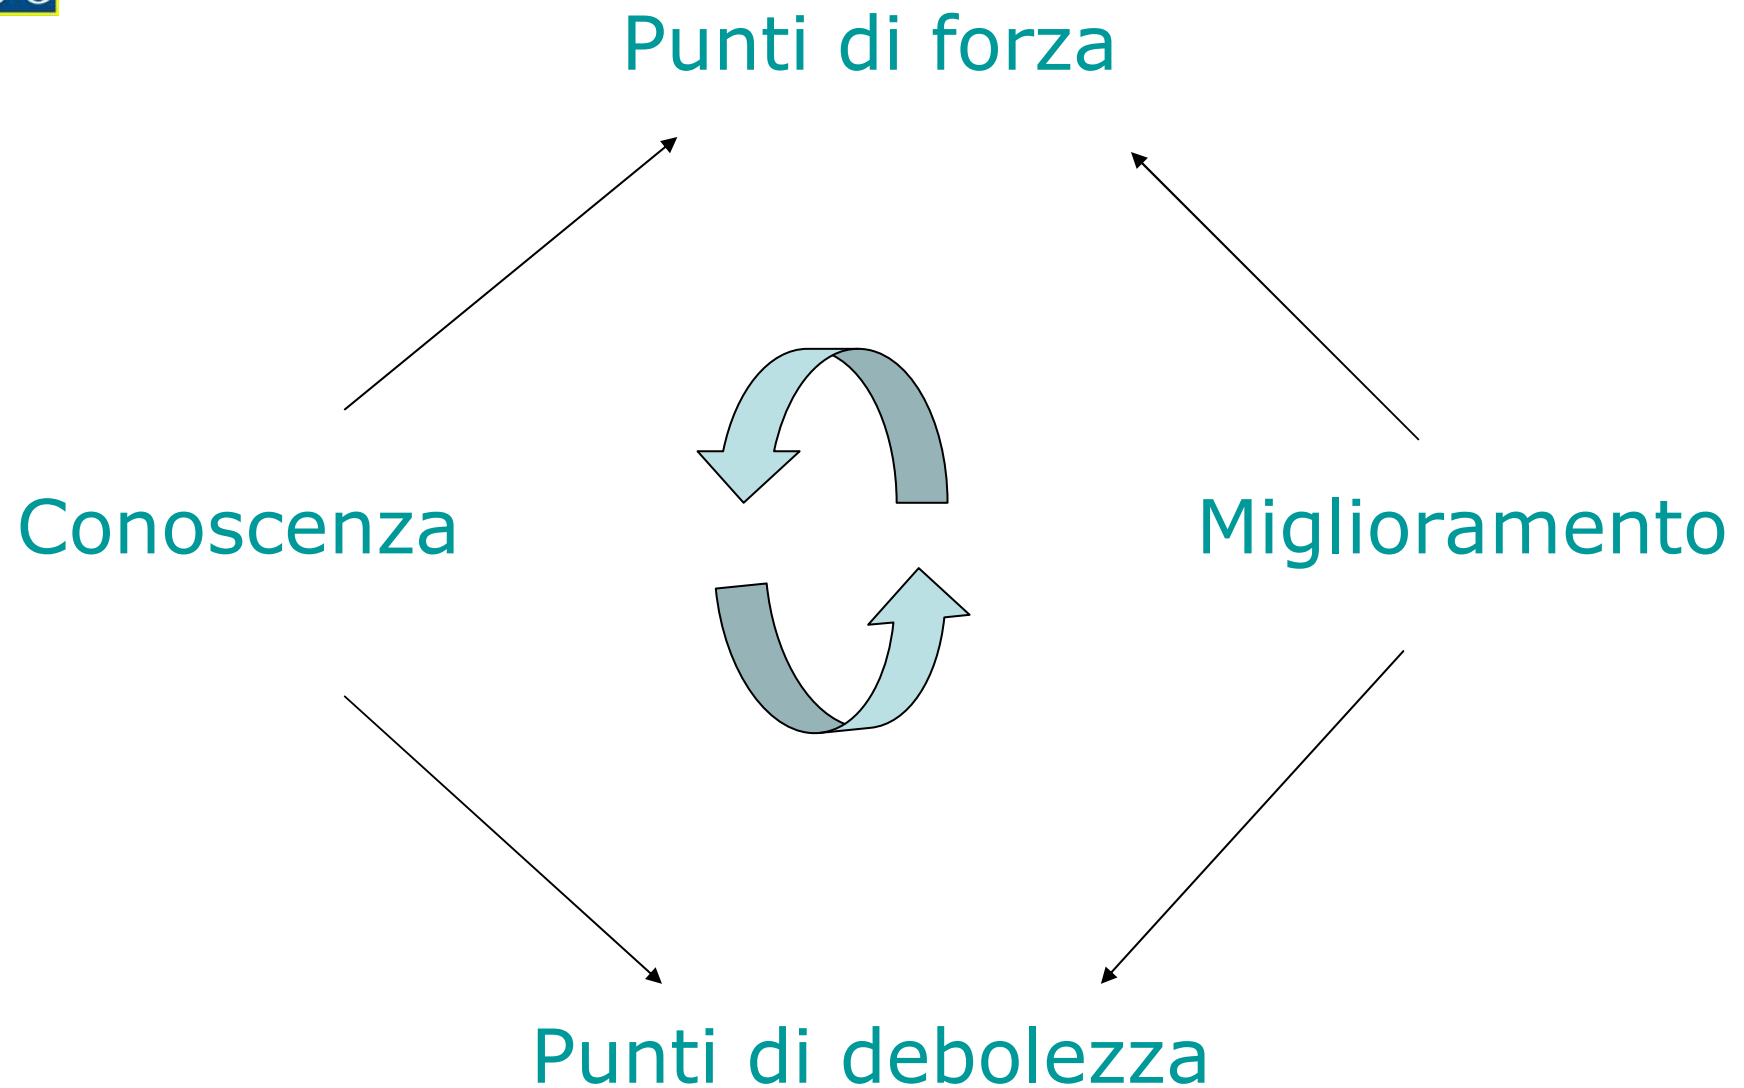 Punti di forza
Conoscenza
Miglioramento
Punti di debolezza